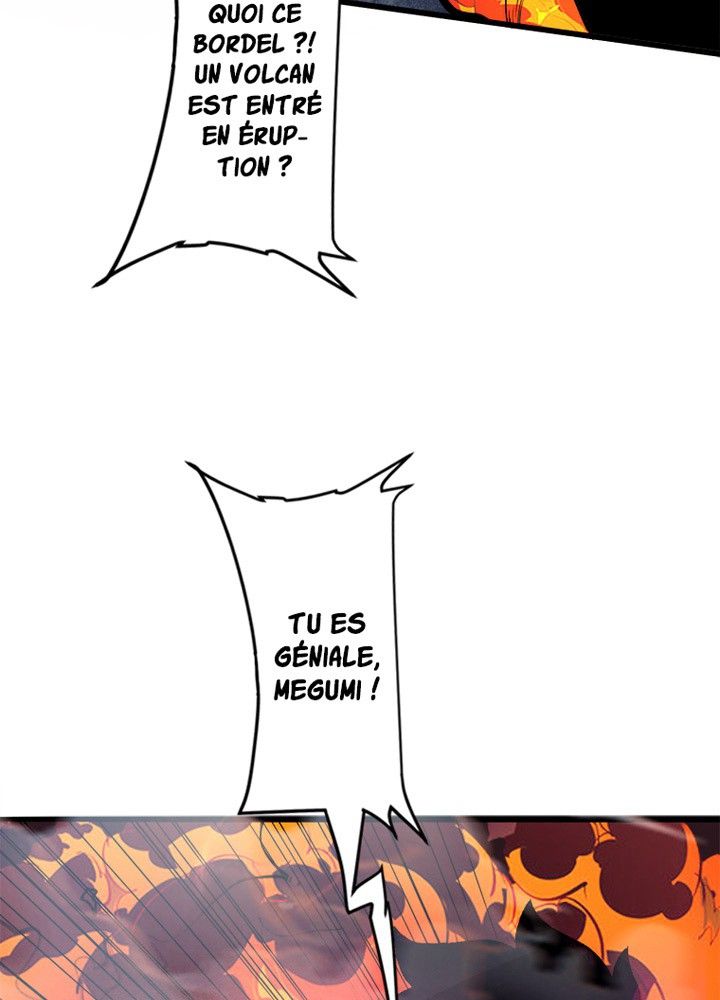 QUOI CE
BORDEL ?!
UN VOLCAN
EST ENTRÉ
EN ÉRUP-
TION ?
TU ES
GÉNIALE,
MEGUMI !